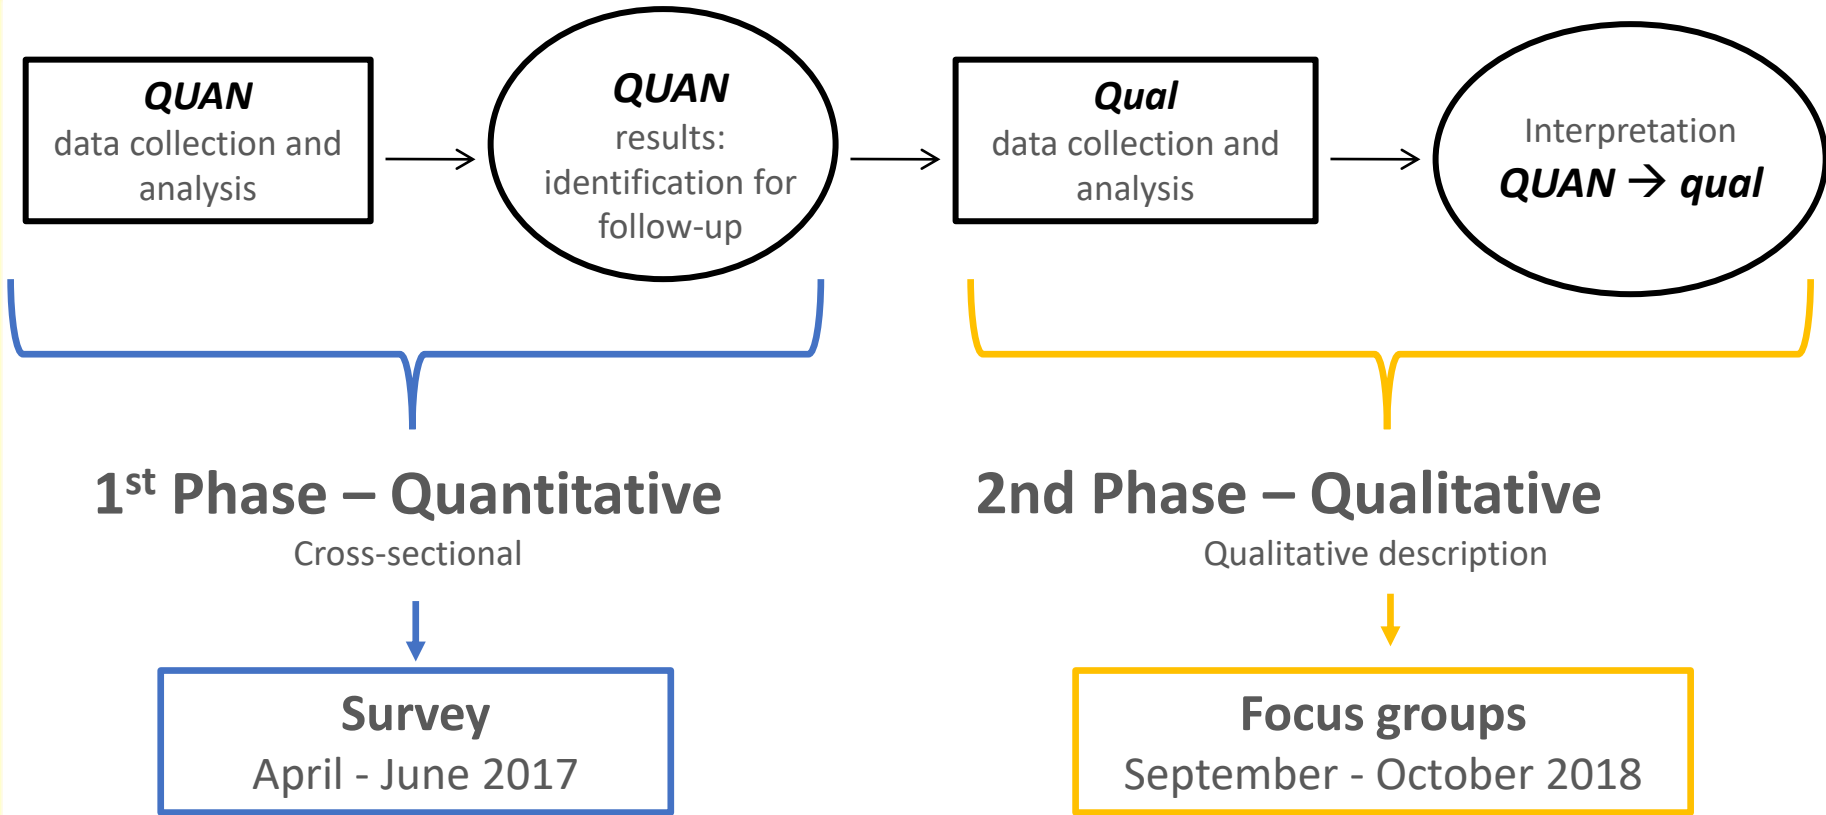 QUAN
data collection and
analysis
QUAN
results:
identification for
follow-up
Qual
data collection and
analysis
Interpretation
QUAN → qual
1st Phase – Quantitative
Cross-sectional
Survey
April - June 2017
2nd Phase – Qualitative
Qualitative description
Focus groups
September - October 2018